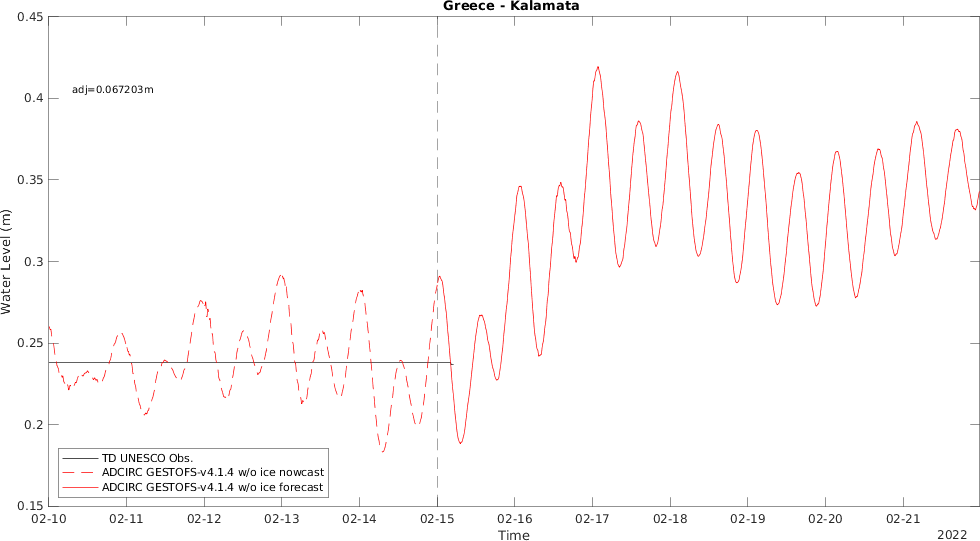 Greece - Kalamata
0.45
0.4
0.35
0.3
0.25
0.2
0.15
Water Level (m)
adj=0.067203m
TD UNESCO Obs.
ADCIRC GESTOFS-v4.1.4 w/o ice nowcast
ADCIRC GESTOFS-v4.1.4 w/o ice forecast
02-10 02-11 02-12 02-13 02-14 02-15 02-16 02-17 02-18 02-19 02-20 02-21
Time
2022